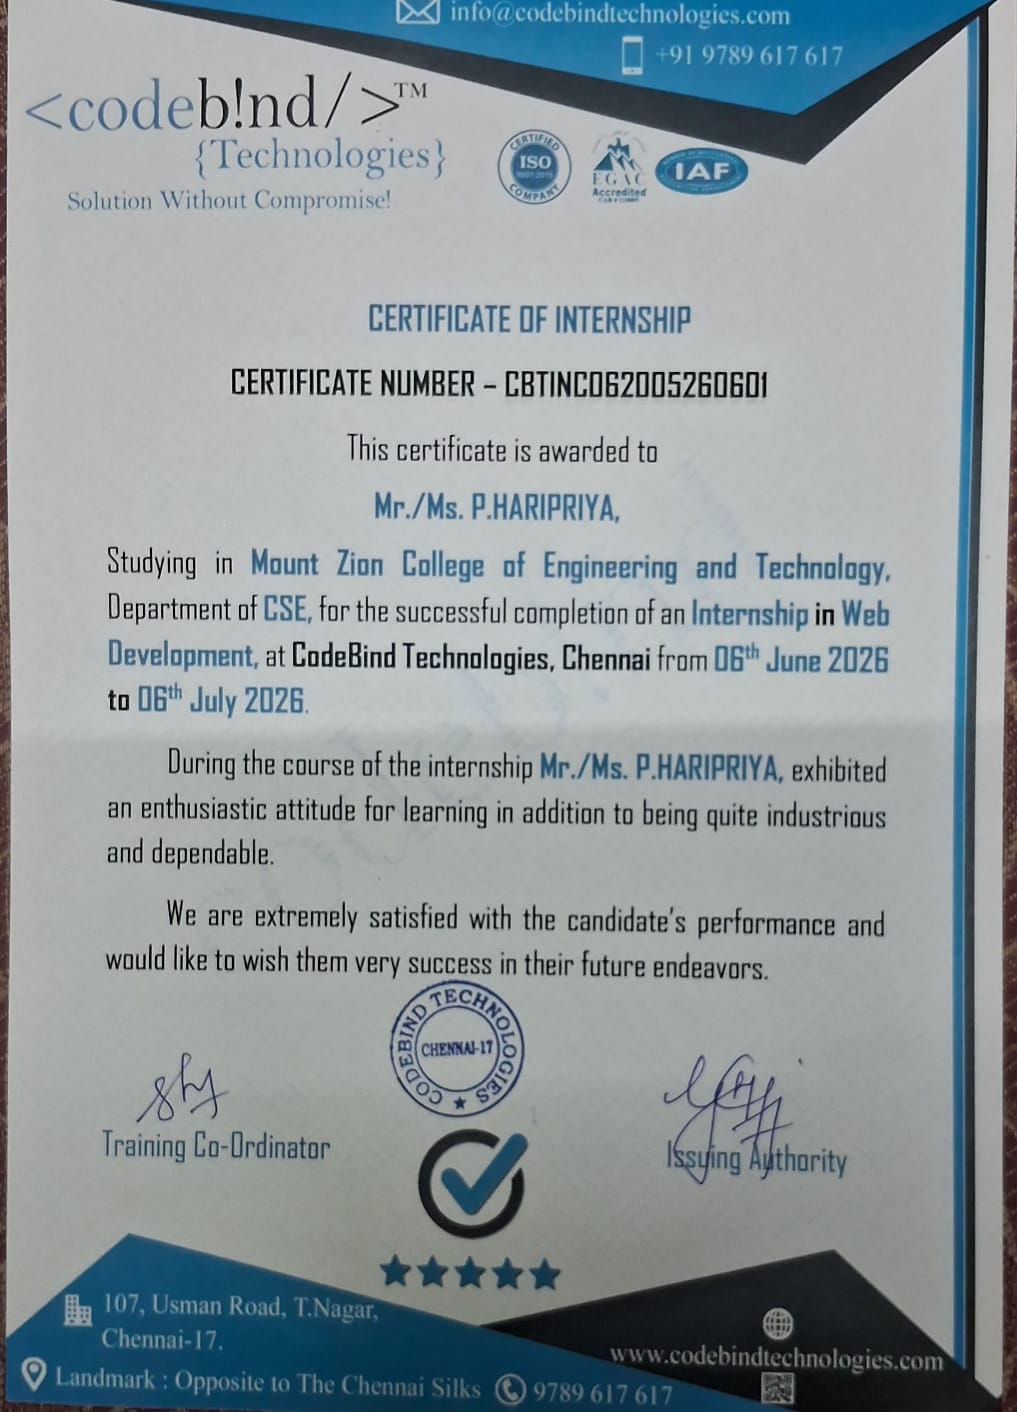 info@codebindtechnologies.com
+91 9789 617 617
<codeb!nd/>™
{Technologies}
Solution Without Compromise!
CERTIFIED
ISO
9001:2015
COMPANY
EGAC
Accredited
IAF
CERTIFICATE OF INTERNSHIP
CERTIFICATE NUMBER – CBTINC062005260601
This certificate is awarded to
Mr./Ms. P.HARIPRIYA,
Studying in Mount Zion College of Engineering and Technology,
Department of CSE, for the successful completion of an Internship in Web
Development, at CodeBind Technologies, Chennai from 06th June 2026
to 06th July 2026.
During the course of the internship Mr./Ms. P.HARIPRIYA, exhibited
an enthusiastic attitude for learning in addition to being quite industrious
and dependable.
We are extremely satisfied with the candidate's performance and
would like to wish them very success in their future endeavors.
CODEBIND TECHNOLOGIES
CHENNAI-17
Training Co-Ordinator
Issuing Authority
107, Usman Road, T.Nagar,
Chennai-17.
Landmark : Opposite to The Chennai Silks
9789 617 617
www.codebindtechnologies.com